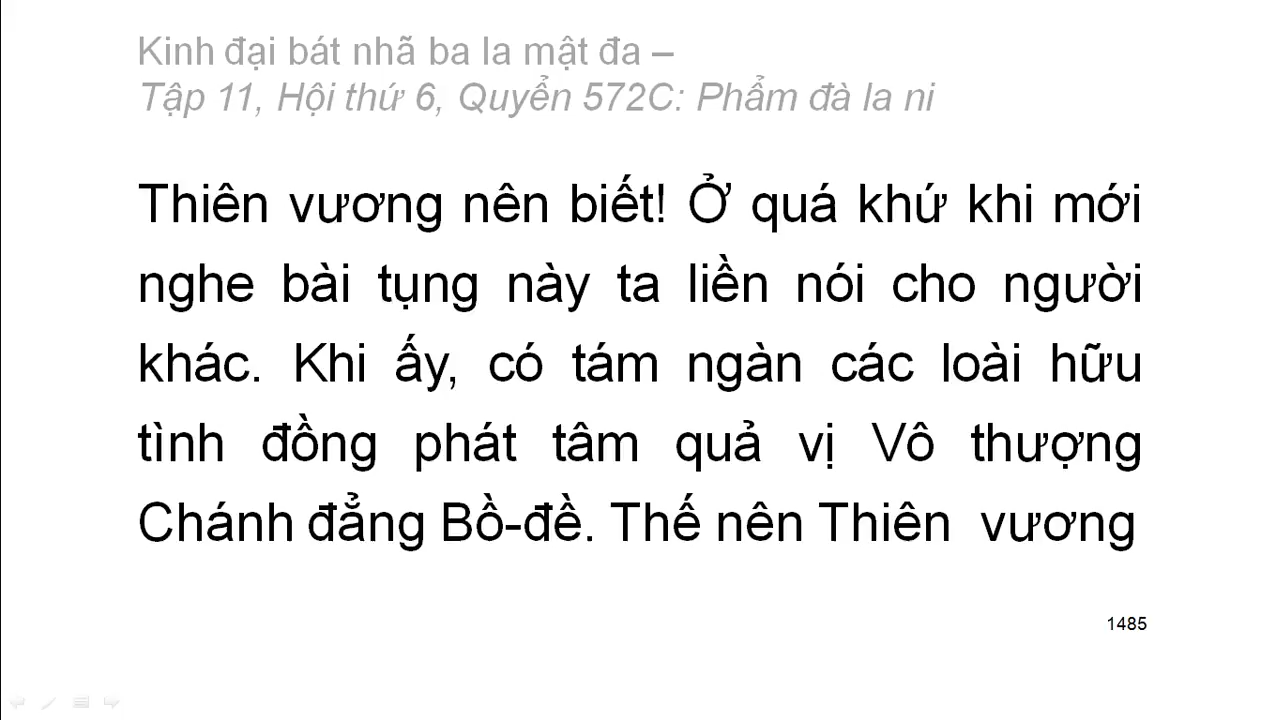 Kinh đại bát nhã ba la mật đa –
Tập 11, Hội thứ 6, Quyển 572C: Phẩm đà la ni
Thiên vương nên biết! Ở quá khứ khi mới
nghe bài tụng này ta liền nói cho người
khác. Khi ấy, có tám ngàn các loài hữu
tình đồng phát tâm quả vị Vô thượng
Chánh đẳng Bồ-đề. Thế nên Thiên vương
1485